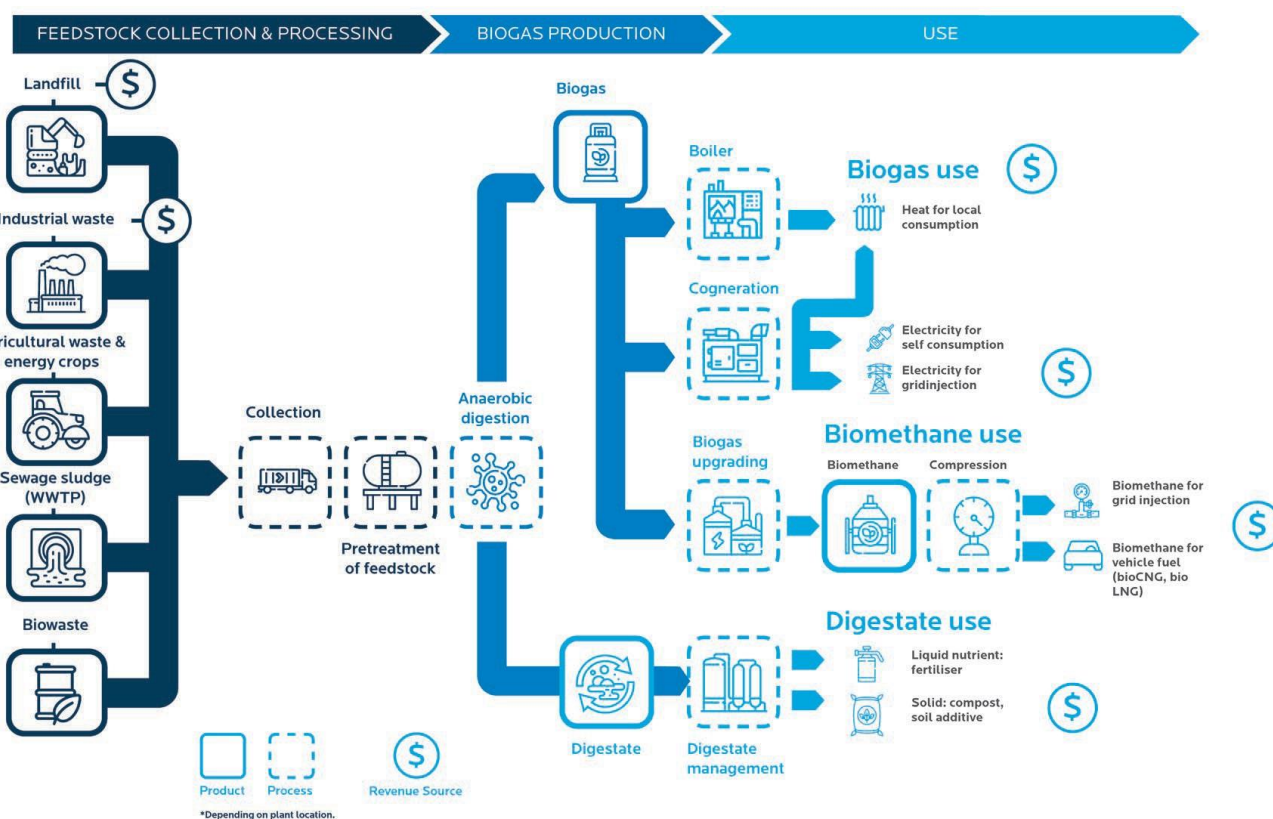 FEEDSTOCK COLLECTION & PROCESSING
BIOGAS PRODUCTION
USE
Landfill
$
ndustrial waste
$
ricultural waste &
energy crops
Sewage sludge
(WWTP)
Biowaste
Collection
Pretreatment
of feedstock
Anaerobic
digestion
Biogas
Boiler
Biogas use
$
Heat for local
consumption
Cogneration
Electricity for
self consumption
Electricity for
gridinjection
$
Biogas
upgrading
Biomethane use
Biomethane
Compression
Biomethane for
grid injection
Biomethane for
vehicle fuel
(bioCNG, bio
LNG)
$
Digestate
Digestate
management
Digestate use
Liquid nutrient:
fertiliser
Solid: compost,
soil additive
$
Product
Process
$
Revenue Source
*Depending on plant location.